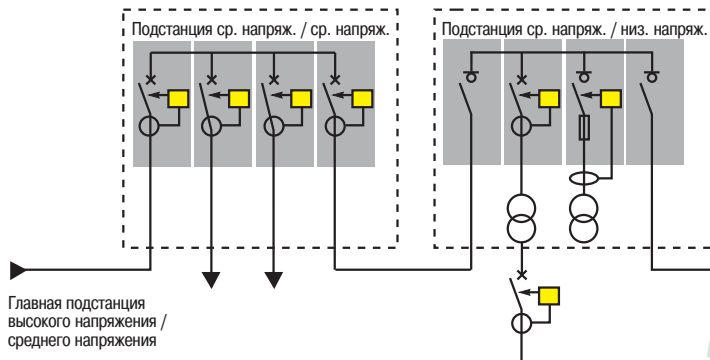 Подстанция ср. напряж. / ср. напряж.
Подстанция ср. напряж. / низ. напряж.
Главная подстанция
высокого напряжения /
среднего напряжения